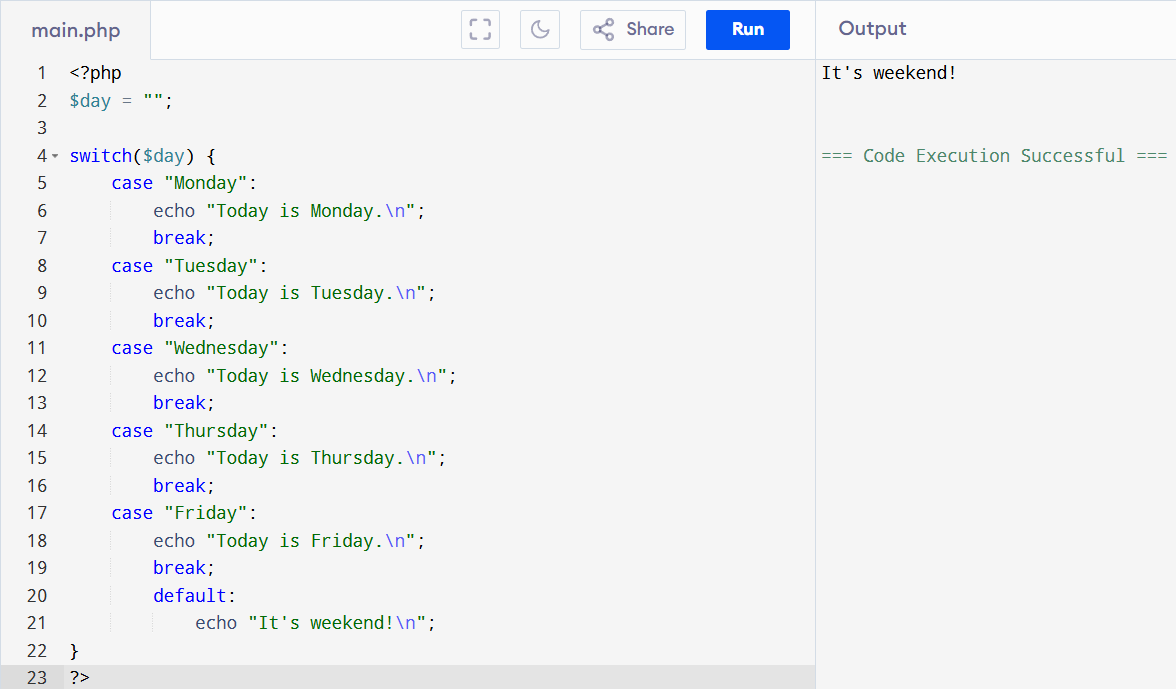 main.php Share Run Output
1 <?php
2 $day = "";
3
4 switch($day) {
5 case "Monday":
6 echo "Today is Monday.\n";
7 break;
8 case "Tuesday":
9 echo "Today is Tuesday.\n";
10 break;
11 case "Wednesday":
12 echo "Today is Wednesday.\n";
13 break;
14 case "Thursday":
15 echo "Today is Thursday.\n";
16 break;
17 case "Friday":
18 echo "Today is Friday.\n";
19 break;
20 default:
21 echo "It's weekend!\n";
22 }
23 ?>
It's weekend!
=== Code Execution Successful ===